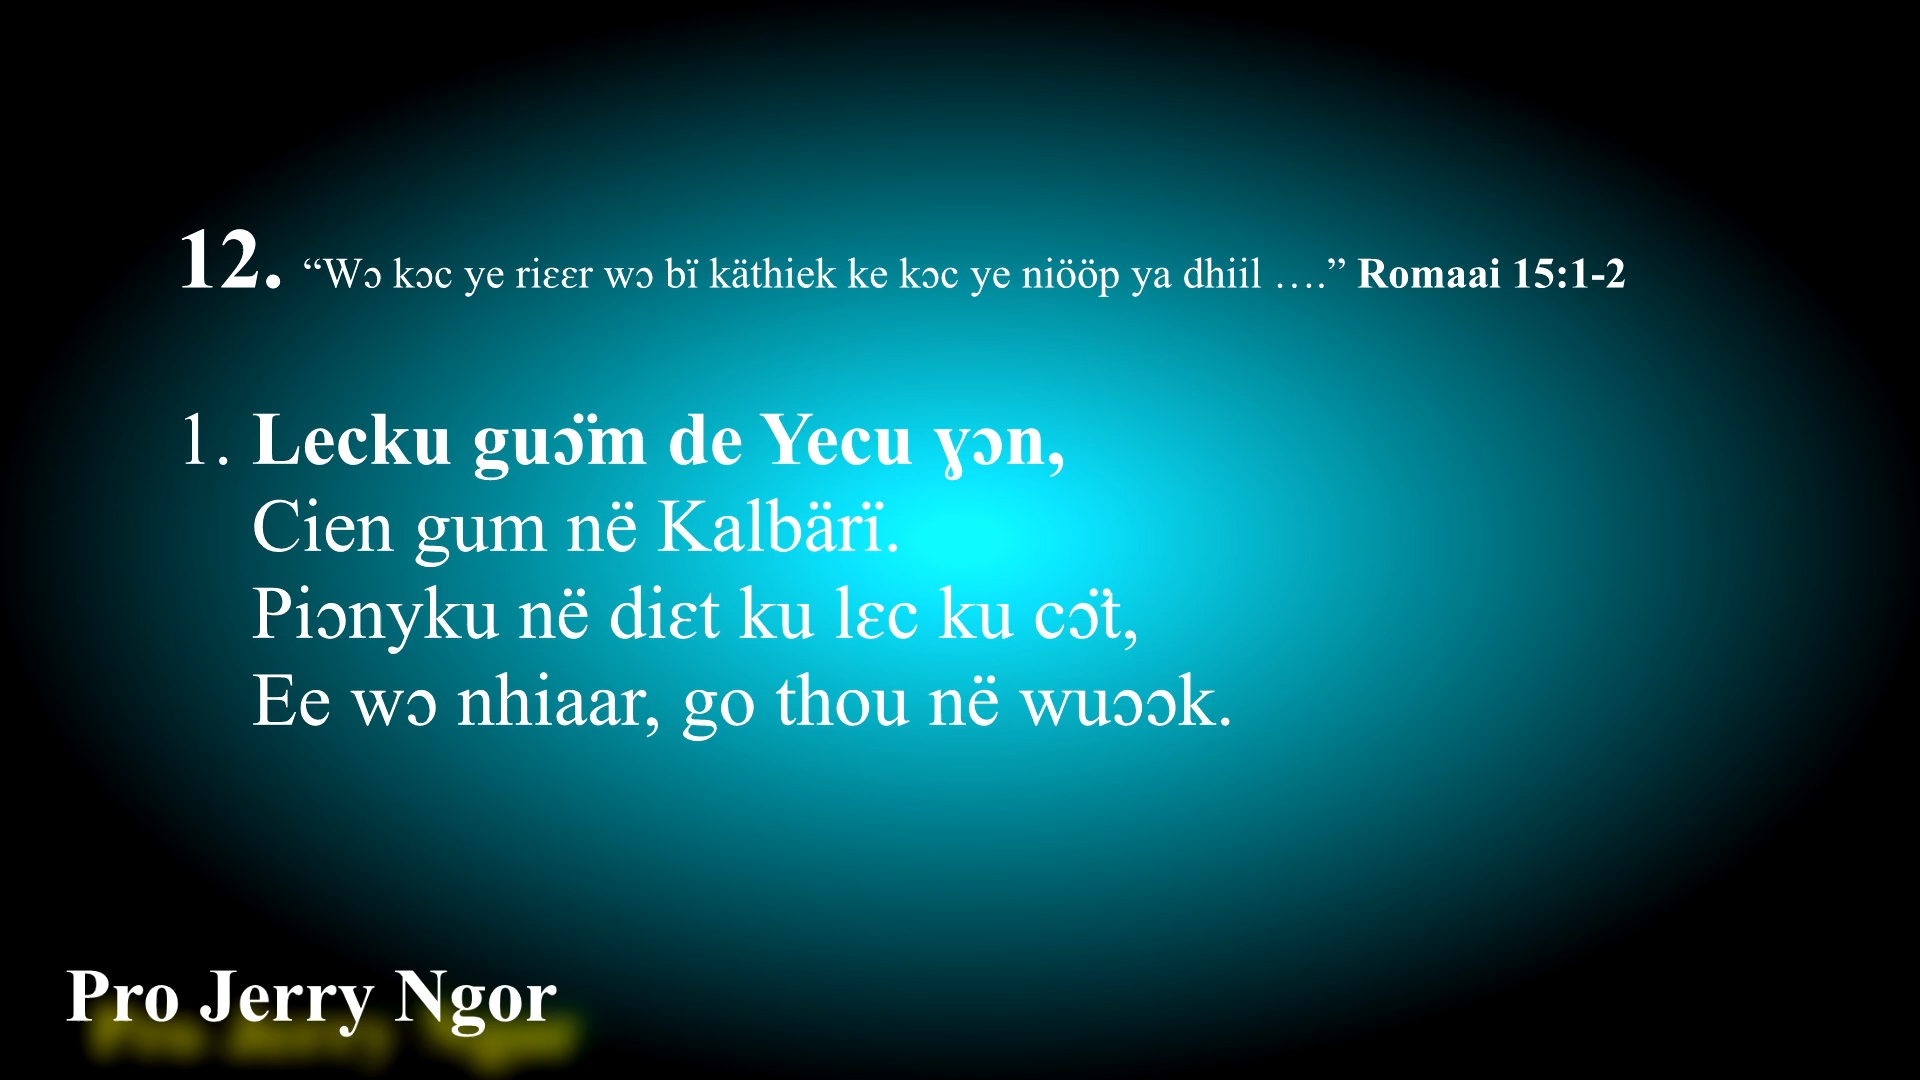 12. “Wɔ kɔc ye riɛɛr wɔ bï käthiek ke kɔc ye niööp ya dhiil ….” Romaai 15:1-2
1. Lecku guɔ̈m de Yecu ɣɔn,
Cien gum në Kalbärï.
Piɔnyku në diɛt ku lɛc ku cɔ̈t,
Ee wɔ nhiaar, go thou në wuɔɔk.
Pro Jerry Ngor